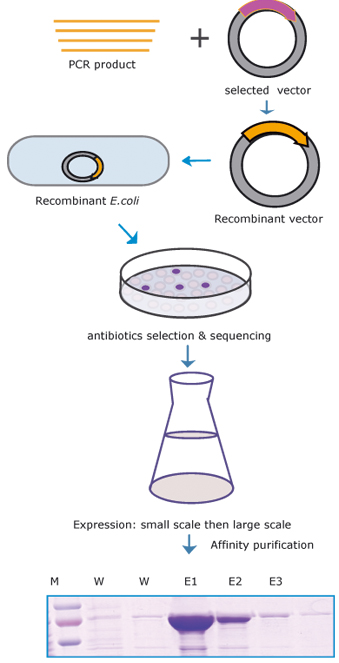 PCR product
+
selected vector
Recombinant E.coli
Recombinant vector
antibiotics selection & sequencing
Expression: small scale then large scale
Affinity purification
M W W E1 E2 E3